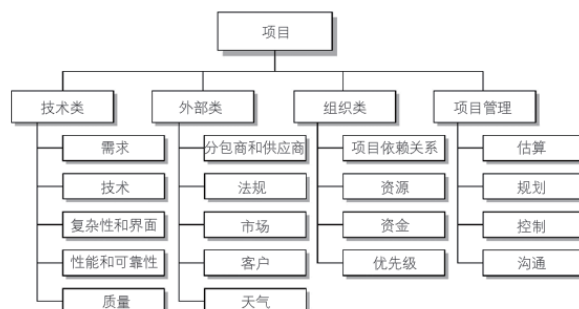 项目
技术类
外部类
组织类
项目管理
需求
分包商和供应商
项目依赖关系
估算
技术
法规
资源
规划
复杂性和界面
市场
资金
控制
性能和可靠性
客户
优先级
沟通
质量
天气